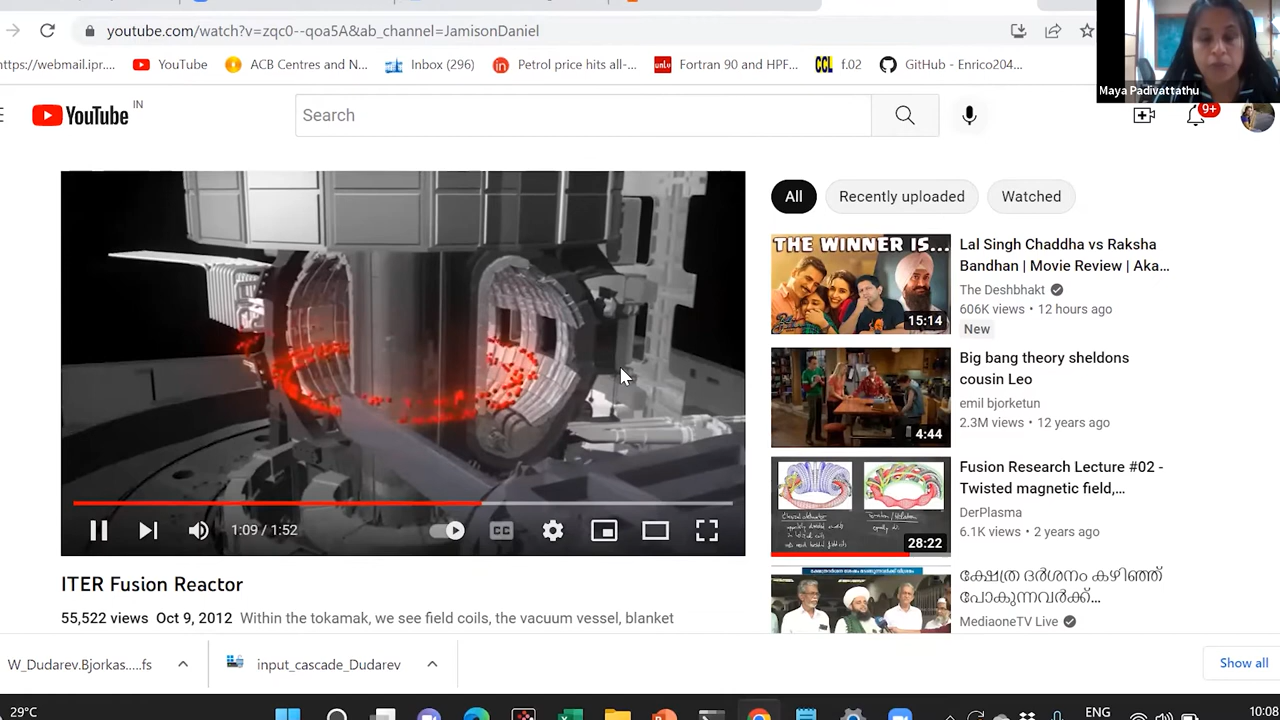 youtube.com/watch?v=zqc0--qoa5A&ab_channel=JamisonDaniel
https://webmail.ipr.... YouTube ACB Centres and N... Inbox (296) Petrol price hits all-... unlv Fortran 90 and HPF... CCL f.02 GitHub - Enrico204...
Maya Padivattathu
YouTube IN
Search
9+
All Recently uploaded Watched
THE WINNER IS...
15:14
Lal Singh Chaddha vs Raksha
Bandhan | Movie Review | Aka...
The Deshbhakt
606K views • 12 hours ago
New
4:44
Big bang theory sheldons
cousin Leo
emil bjorketun
2.3M views • 12 years ago
28:22
Fusion Research Lecture #02 -
Twisted magnetic field,...
DerPlasma
6.1K views • 2 years ago
ക്ഷേത്ര ദർശനം കഴിഞ്ഞ്
പോകുന്നവർക്ക്...
MediaoneTV Live
1:09 / 1:52
CC
ITER Fusion Reactor
55,522 views Oct 9, 2012 Within the tokamak, we see field coils, the vacuum vessel, blanket
W_Dudarev.Bjorkas.....fs input_cascade_Dudarev Show all
29°C ENG 10:08